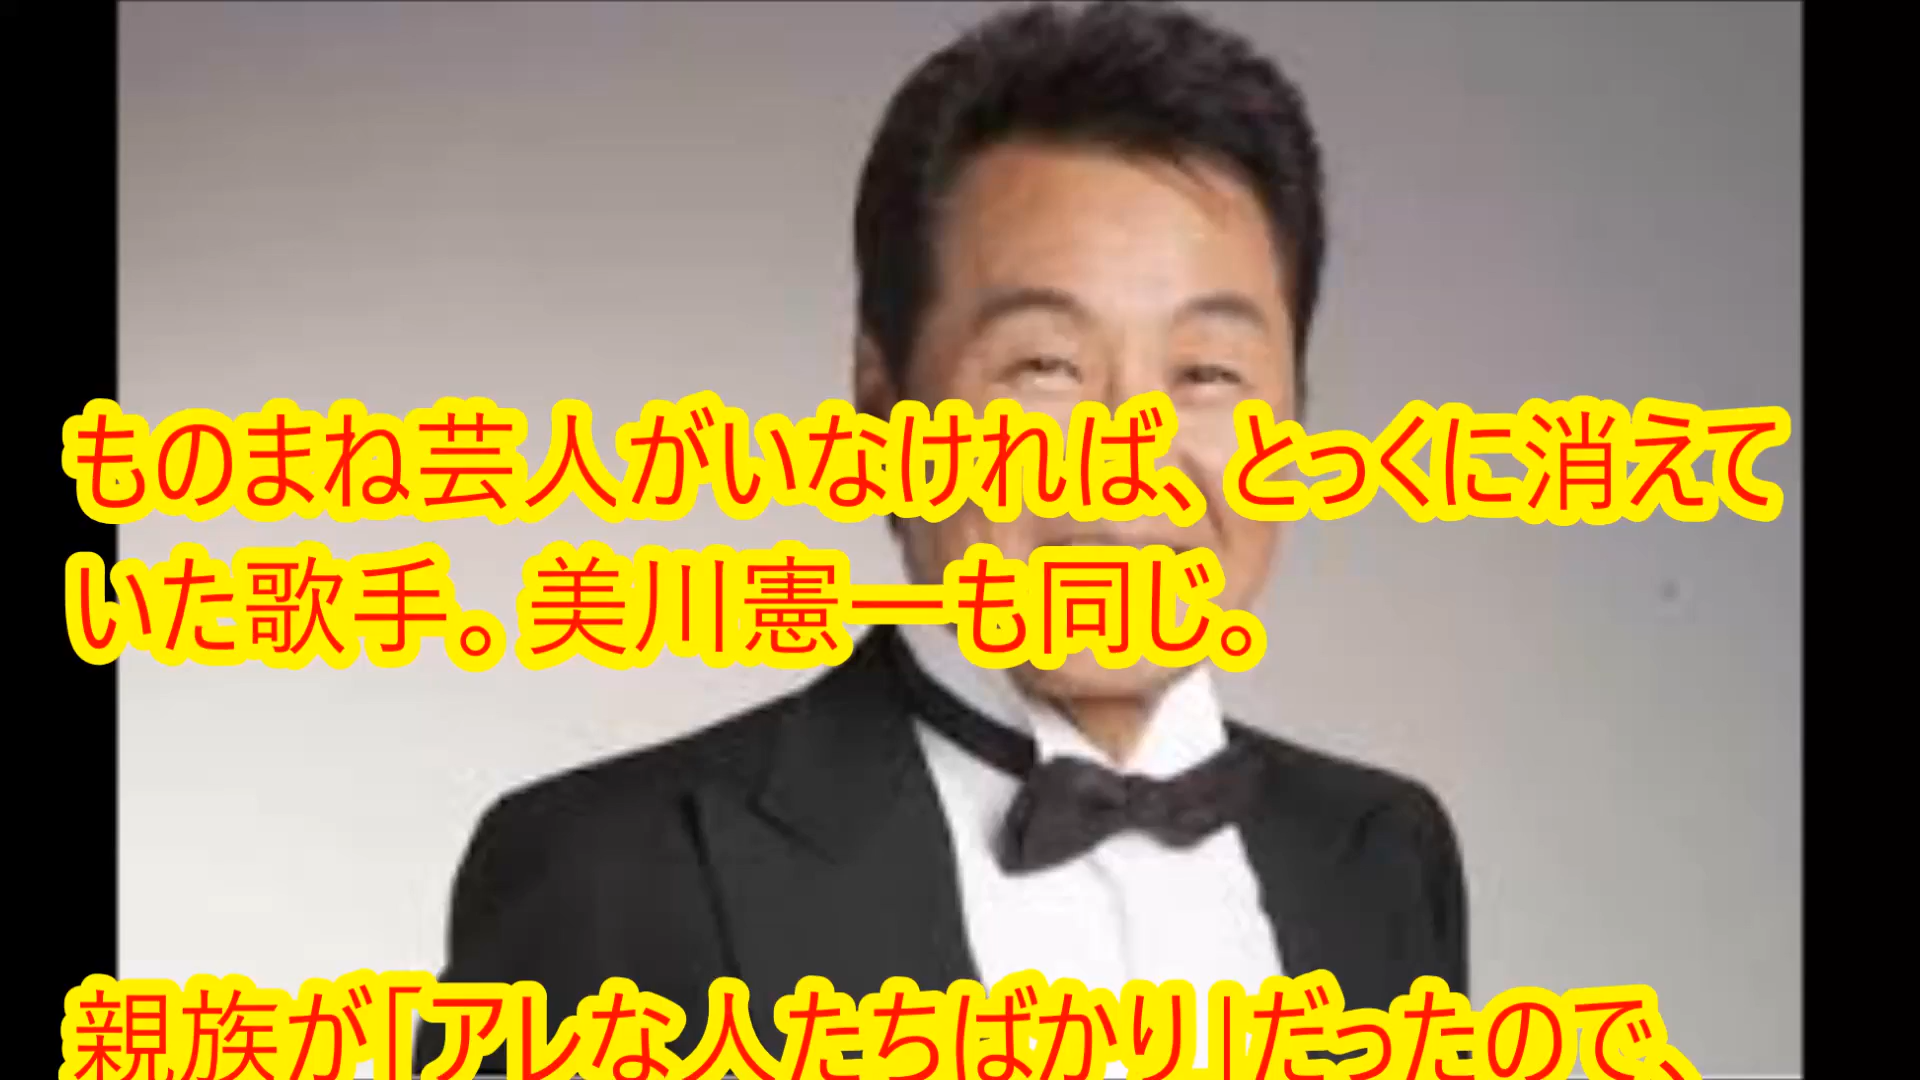 ものまね芸人がいなければ、とっくに消えて
いた歌手。美川憲一も同じ。
親族が「アレな人たちばかり」だったので、